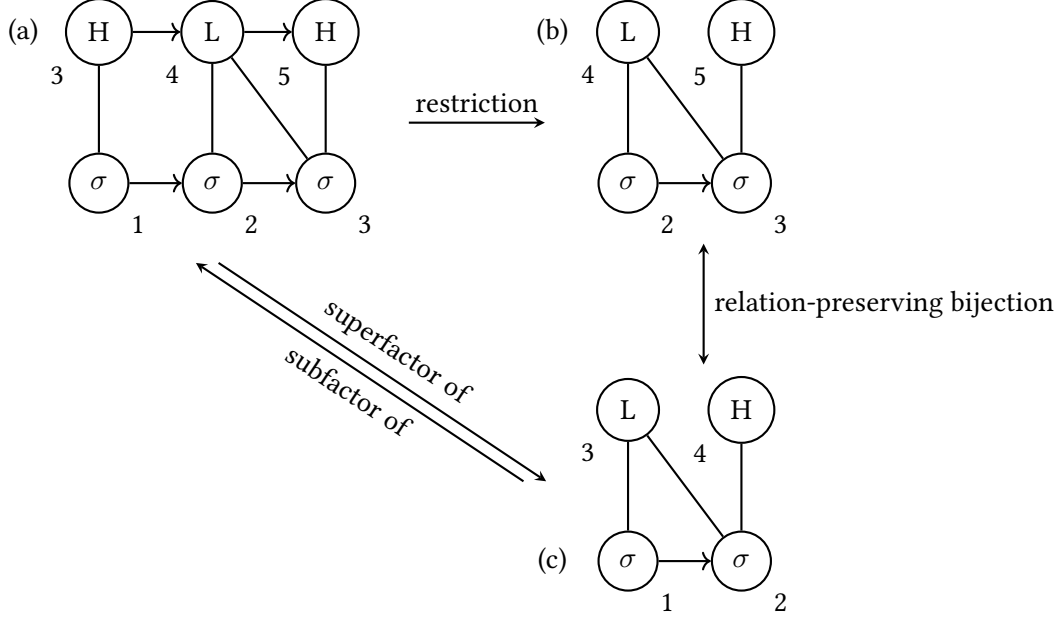 (a) H L H (b) L H
3 4 5 4 5
restriction
σ σ σ σ σ
1 2 3 2 3
superfactor of
subfactor of
relation-preserving bijection
L H
3 4
(c) σ σ
1 2